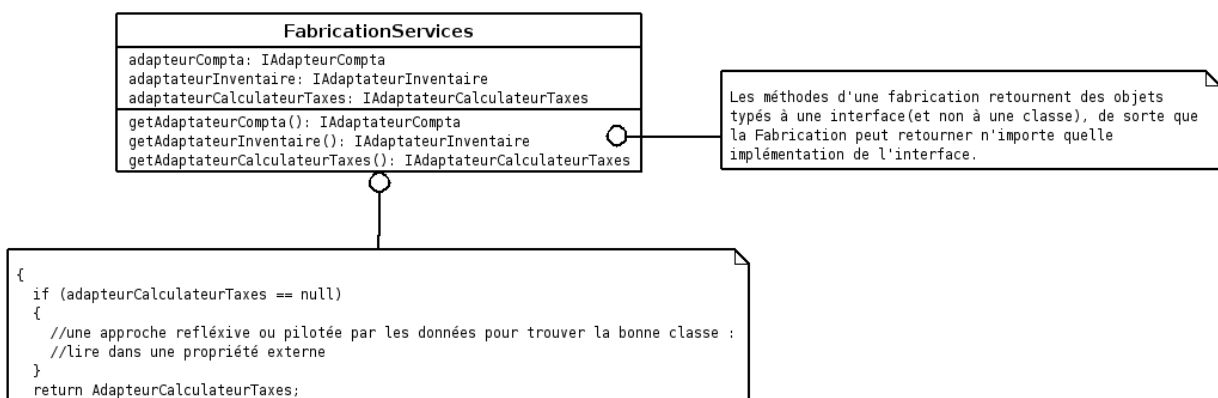 FabricationServices
adapteurCompta: IAdapteurCompta
adaptateurInventaire: IAdaptateurInventaire
adaptateurCalculateurTaxes: IAdaptateurCalculateurTaxes
getAdaptateurCompta(): IAdaptateurCompta
getAdaptateurInventaire(): IAdaptateurInventaire
getAdaptateurCalculateurTaxes(): IAdaptateurCalculateurTaxes
Les méthodes d'une fabrication retournent des objets
typés à une interface(et non à une classe), de sorte que
la Fabrication peut retourner n'importe quelle
implémentation de l'interface.
{
if (adapteurCalculateurTaxes == null)
{
//une approche refléxive ou pilotée par les données pour trouver la bonne classe :
//lire dans une propriété externe
}
return AdapteurCalculateurTaxes;